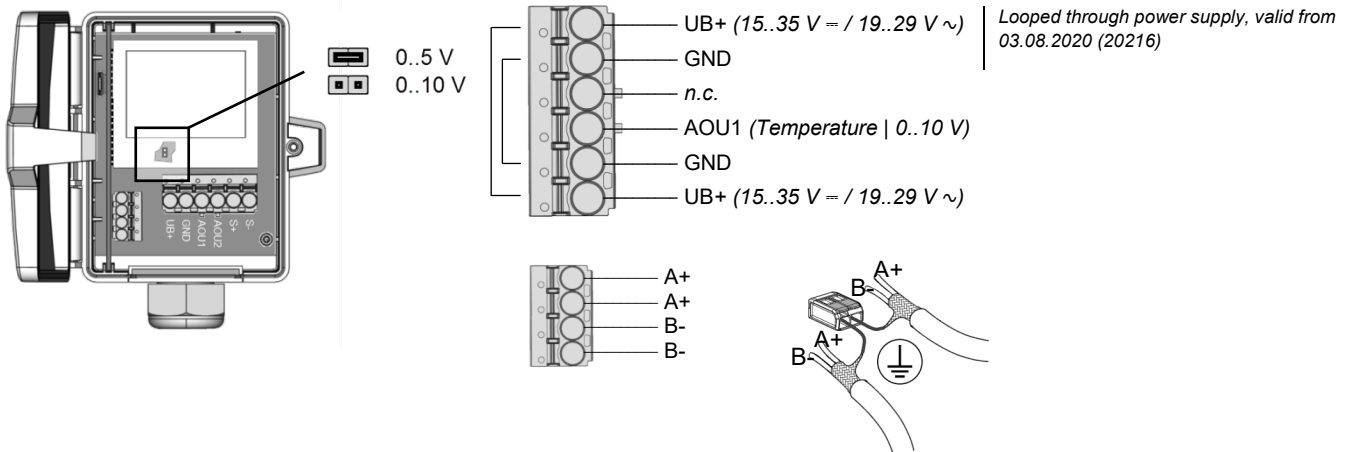 0..5 V
0..10 V
UB+ (15..35 V ⎓ / 19..29 V ~)
GND
n.c.
AOU1 (Temperature | 0..10 V)
GND
UB+ (15..35 V ⎓ / 19..29 V ~)
Looped through power supply, valid from
03.08.2020 (20216)
UB+
GND
AOU1
AOU2
S+
S-
A+
A+
B-
B-
A+
B-
A+
B-